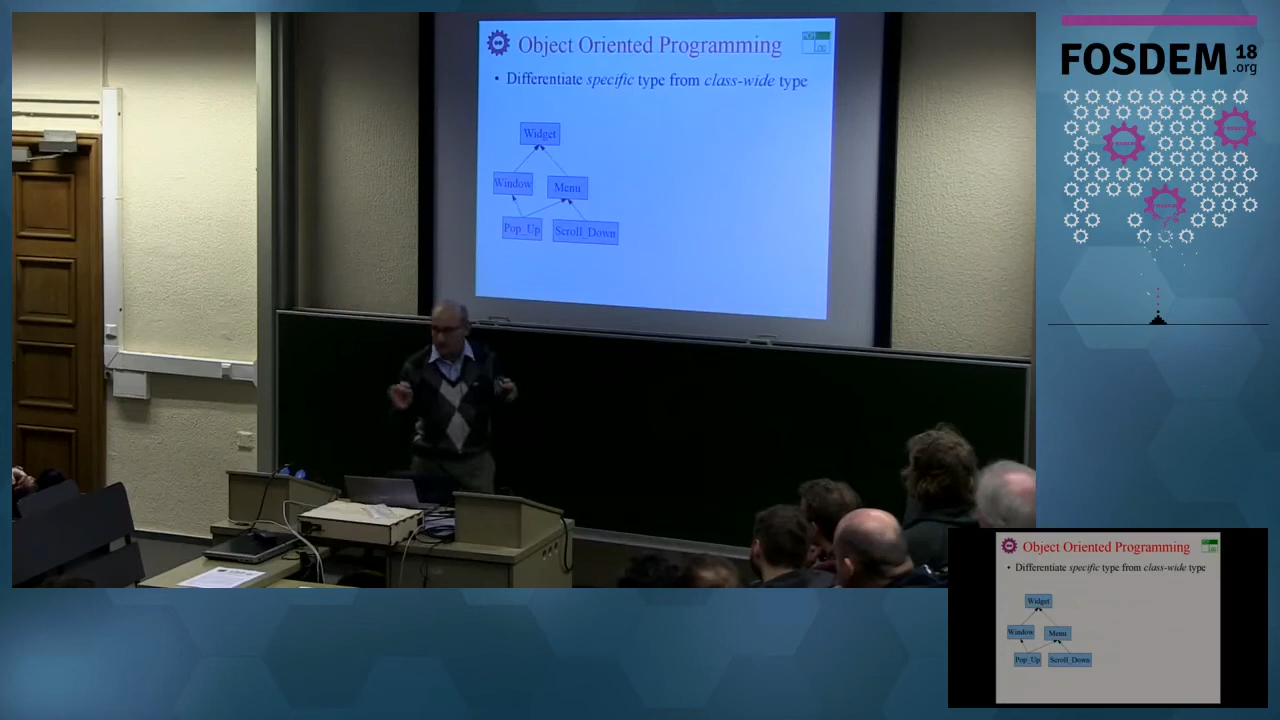 Object Oriented Programming
• Differentiate specific type from class-wide type
Widget
Window
Menu
Pop_Up
Scroll_Down
FOSDEM 18
.org
Object Oriented Programming
• Differentiate specific type from class-wide type
Widget
Window
Menu
Pop_Up
Scroll_Down